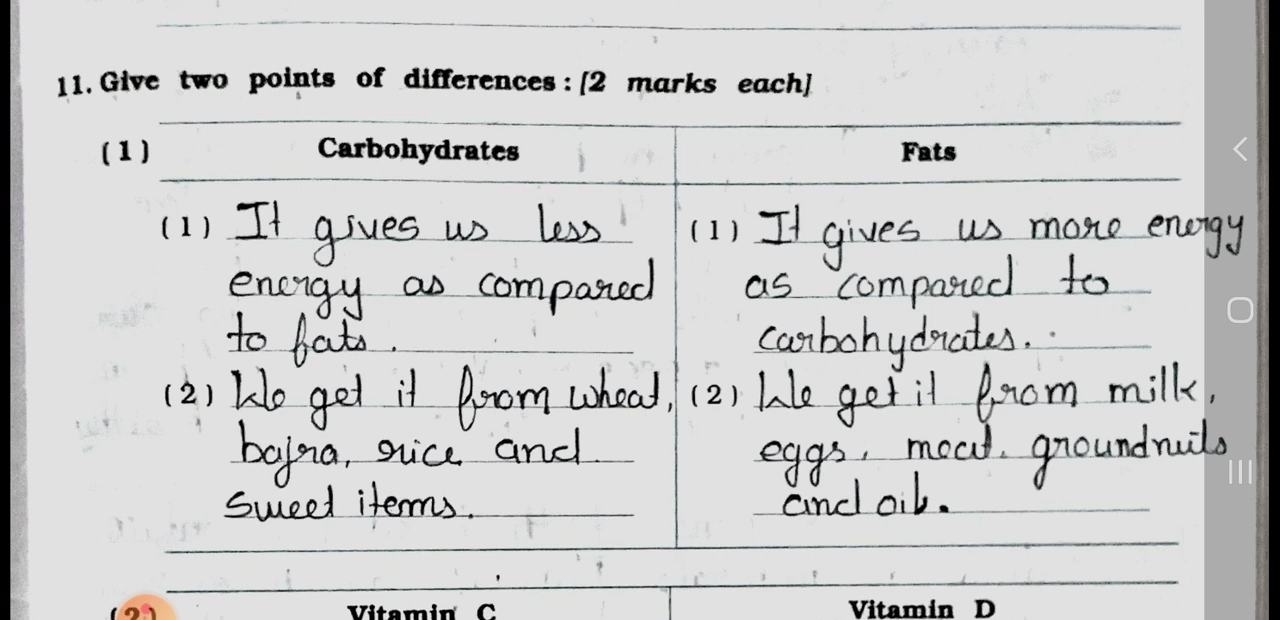 11. Give two points of differences : [2 marks each]
(1) Carbohydrates Fats
(1) It gives us less
energy as compared
to fats.
(2) We get it from wheat,
bajra, rice and
sweet items.
(1) It gives us more energy
as compared to
carbohydrates.
(2) We get it from milk,
eggs, meat, groundnuts
and oil.
(2) Vitamin C Vitamin D